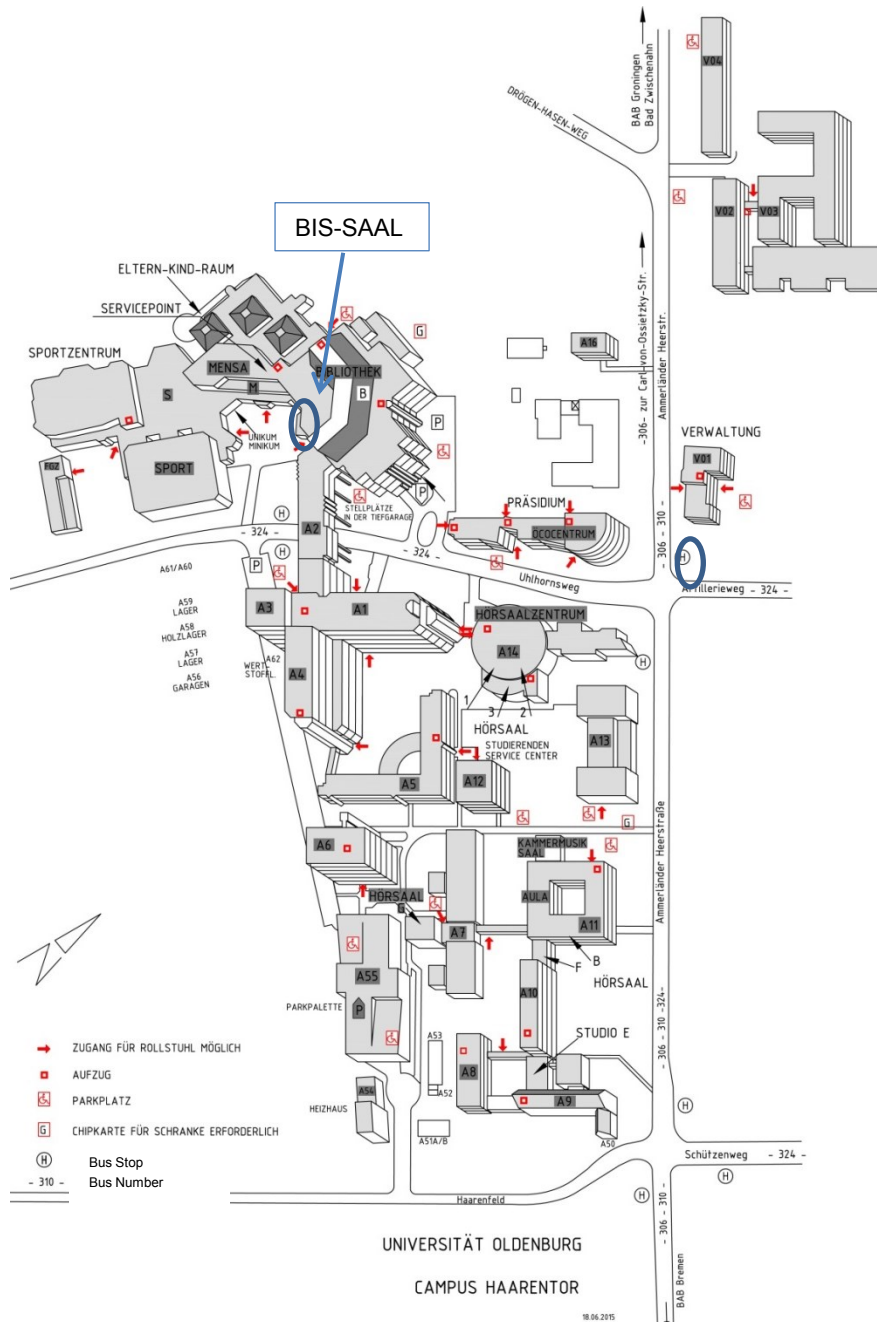 BAB Groningen
Bad Zwischenahn
V04
DRÖGEN-HASEN-WEG
V02
V03
BIS-SAAL
ELTERN-KIND-RAUM
SERVICEPOINT
-306- zur Carl-von-Ossietzky-Str.
Ammerländer Heerstr.
A16
G
SPORTZENTRUM
MENSA
M
BIBLIOTHEK
B
S
P
UNIKUM
MINIKUM
VERWALTUNG
V01
FGZ
SPORT
P
STELLPLÄTZE
IN DER TIEFGARAGE
PRÄSIDIUM
ÖCOCENTRUM
- 306 - 310 -
H
A2
- 324 -
H
- 324 -
Uhlhornsweg
H
Artillerieweg - 324 -
A61/A60
P
A59
LAGER
A58
HOLZLAGER
A57
LAGER
A56
GARAGEN
A3
A1
HÖRSAALZENTRUM
A14
A62
WERT-
STOFFL.
A4
H
1
3
2
HÖRSAAL
STUDIERENDEN
SERVICE CENTER
A13
A5
A12
G
A6
KAMMERMUSIK
SAAL
Ammerländer Heerstraße
HÖRSAAL
G
AULA
A11
A7
B
F
HÖRSAAL
A55
P
PARKPALETTE
A10
- 306 - 310 -324-
STUDIO E
A53
A8
A52
A54
HEIZHAUS
A9
A51A/B
A50
H
ZUGANG FÜR ROLLSTUHL MÖGLICH
AUFZUG
PARKPLATZ
G CHIPKARTE FÜR SCHRANKE ERFORDERLICH
H Bus Stop
- 310 - Bus Number
Schützenweg - 324 -
H
Haarenfeld
H
- 306 - 310-
BAB Bremen
UNIVERSITÄT OLDENBURG
CAMPUS HAARENTOR
18.06.2015